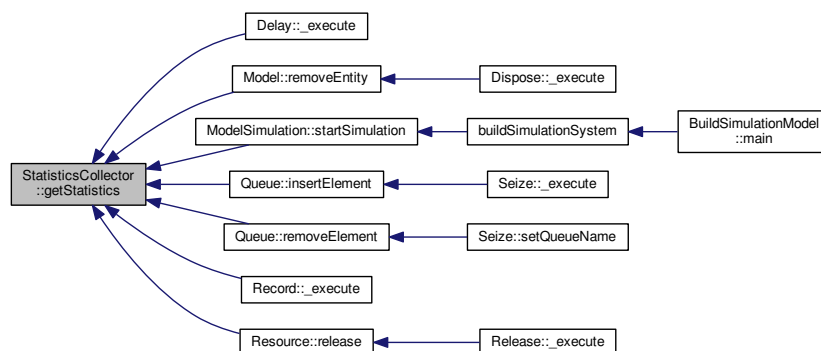 Delay::_execute
Model::removeEntity
Dispose::_execute
ModelSimulation::startSimulation
buildSimulationSystem
BuildSimulationModel
::main
StatisticsCollector
::getStatistics
Queue::insertElement
Seize::_execute
Queue::removeElement
Seize::setQueueName
Record::_execute
Resource::release
Release::_execute